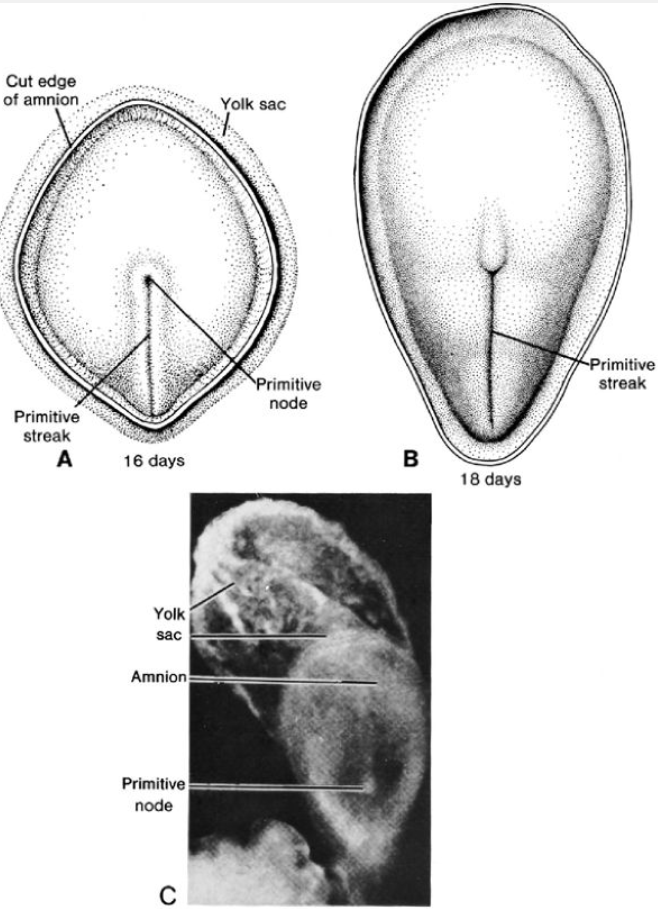 Cut edge
of amnion
Yolk sac
Primitive
node
Primitive
streak
A
16 days
Primitive
streak
B
18 days
Yolk
sac
Amnion
Primitive
node
C